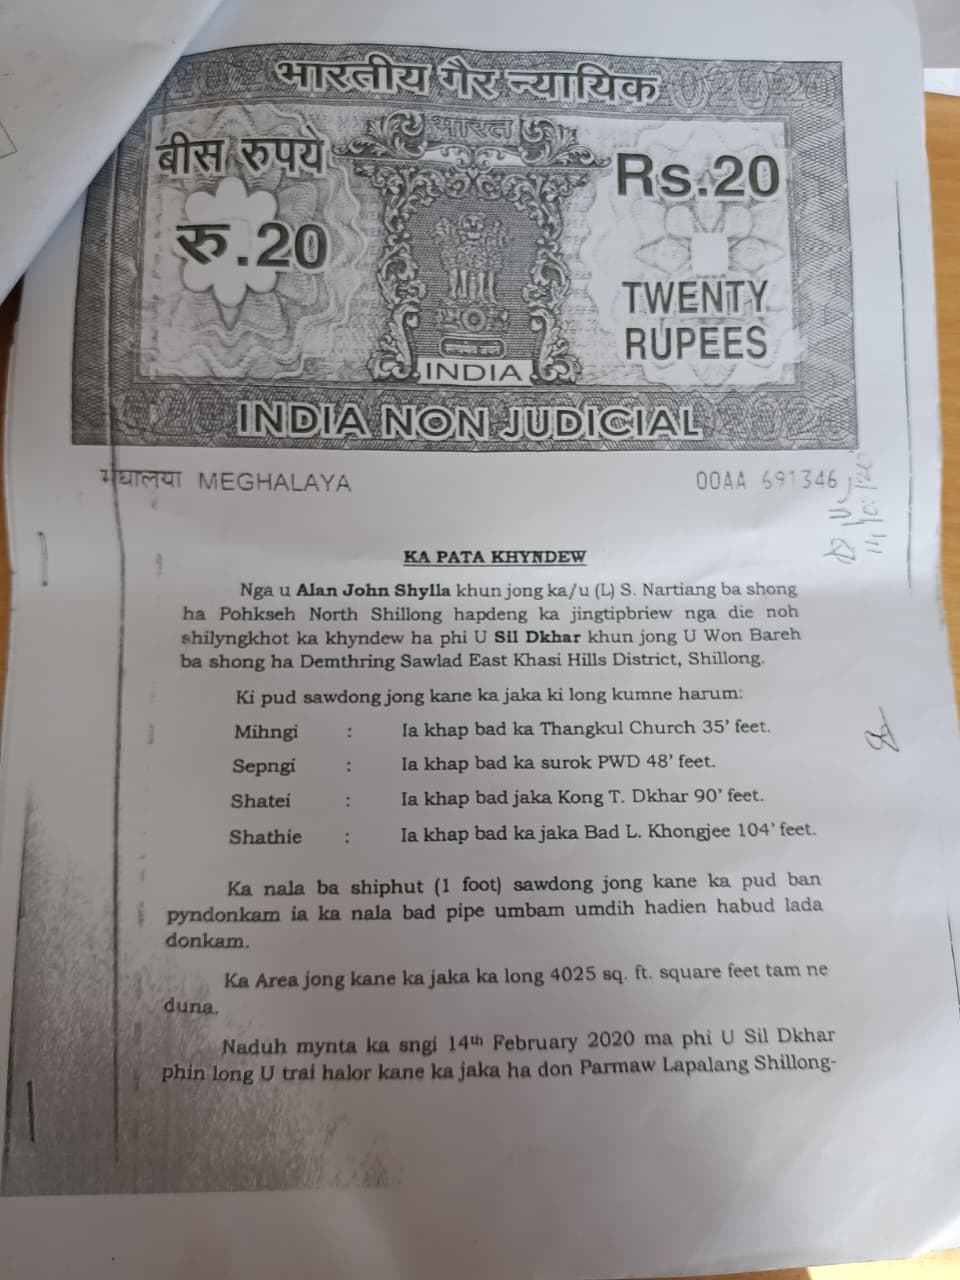 भारतीय गैर न्यायिक
भारत
बीस रुपये
रु.20
Rs.20
TWENTY
RUPEES
सत्यमेव जयते
INDIA
INDIA NON JUDICIAL
मेघालया MEGHALAYA
00AA 691346
KA PATA KHYNDEW
Nga u Alan John Shylla khun jong ka/u (L) S. Nartiang ba shong
ha Pohkseh North Shillong hapdeng ka jingtipbriew nga die noh
shilyngkhot ka khyndew ha phi U Sil Dkhar khun jong U Won Bareh
ba shong ha Demthring Sawlad East Khasi Hills District, Shillong.
Ki pud sawdong jong kane ka jaka ki long kumne harum:
Mihngi : Ia khap bad ka Thangkul Church 35' feet.
Sepngi : Ia khap bad ka surok PWD 48' feet.
Shatei : Ia khap bad jaka Kong T. Dkhar 90' feet.
Shathie : Ia khap bad ka jaka Bad L. Khongjee 104' feet.
Ka nala ba shiphut (1 foot) sawdong jong kane ka pud ban
pyndonkam ia ka nala bad pipe umbam umdih hadien habud lada
donkam.
Ka Area jong kane ka jaka ka long 4025 sq. ft. square feet tam ne
duna.
Naduh mynta ka sngi 14th February 2020 ma phi U Sil Dkhar
phin long U trai halor kane ka jaka ha don Parmaw Lapalang Shillong-